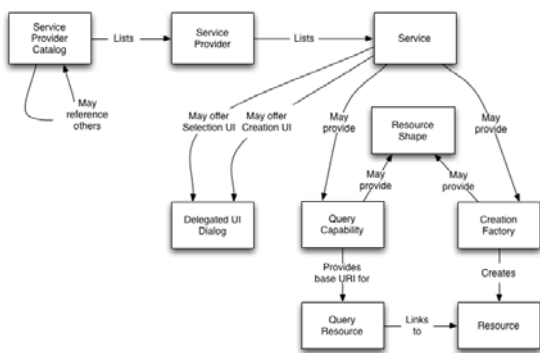 Service
Provider
Catalog
Lists
Service
Provider
Lists
Service
May
reference
others
May offer
Selection UI
May offer
Creation UI
May
provide
Resource
Shape
May
provide
May
provide
May
provide
Delegated UI
Dialog
Query
Capability
Creation
Factory
Provides
base URI for
Creates
Query
Resource
Links
to
Resource